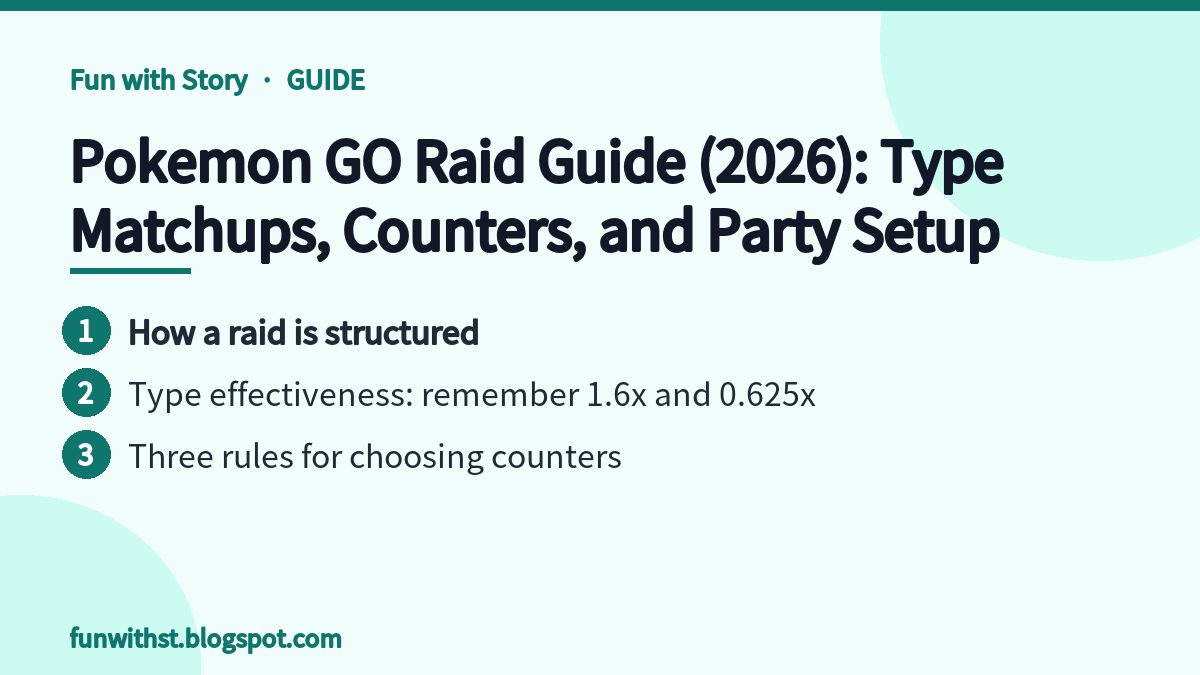 Fun with Story · GUIDE
Pokemon GO Raid Guide (2026): Type
Matchups, Counters, and Party Setup
1 How a raid is structured
2 Type effectiveness: remember 1.6x and 0.625x
3 Three rules for choosing counters
funwithst.blogspot.com